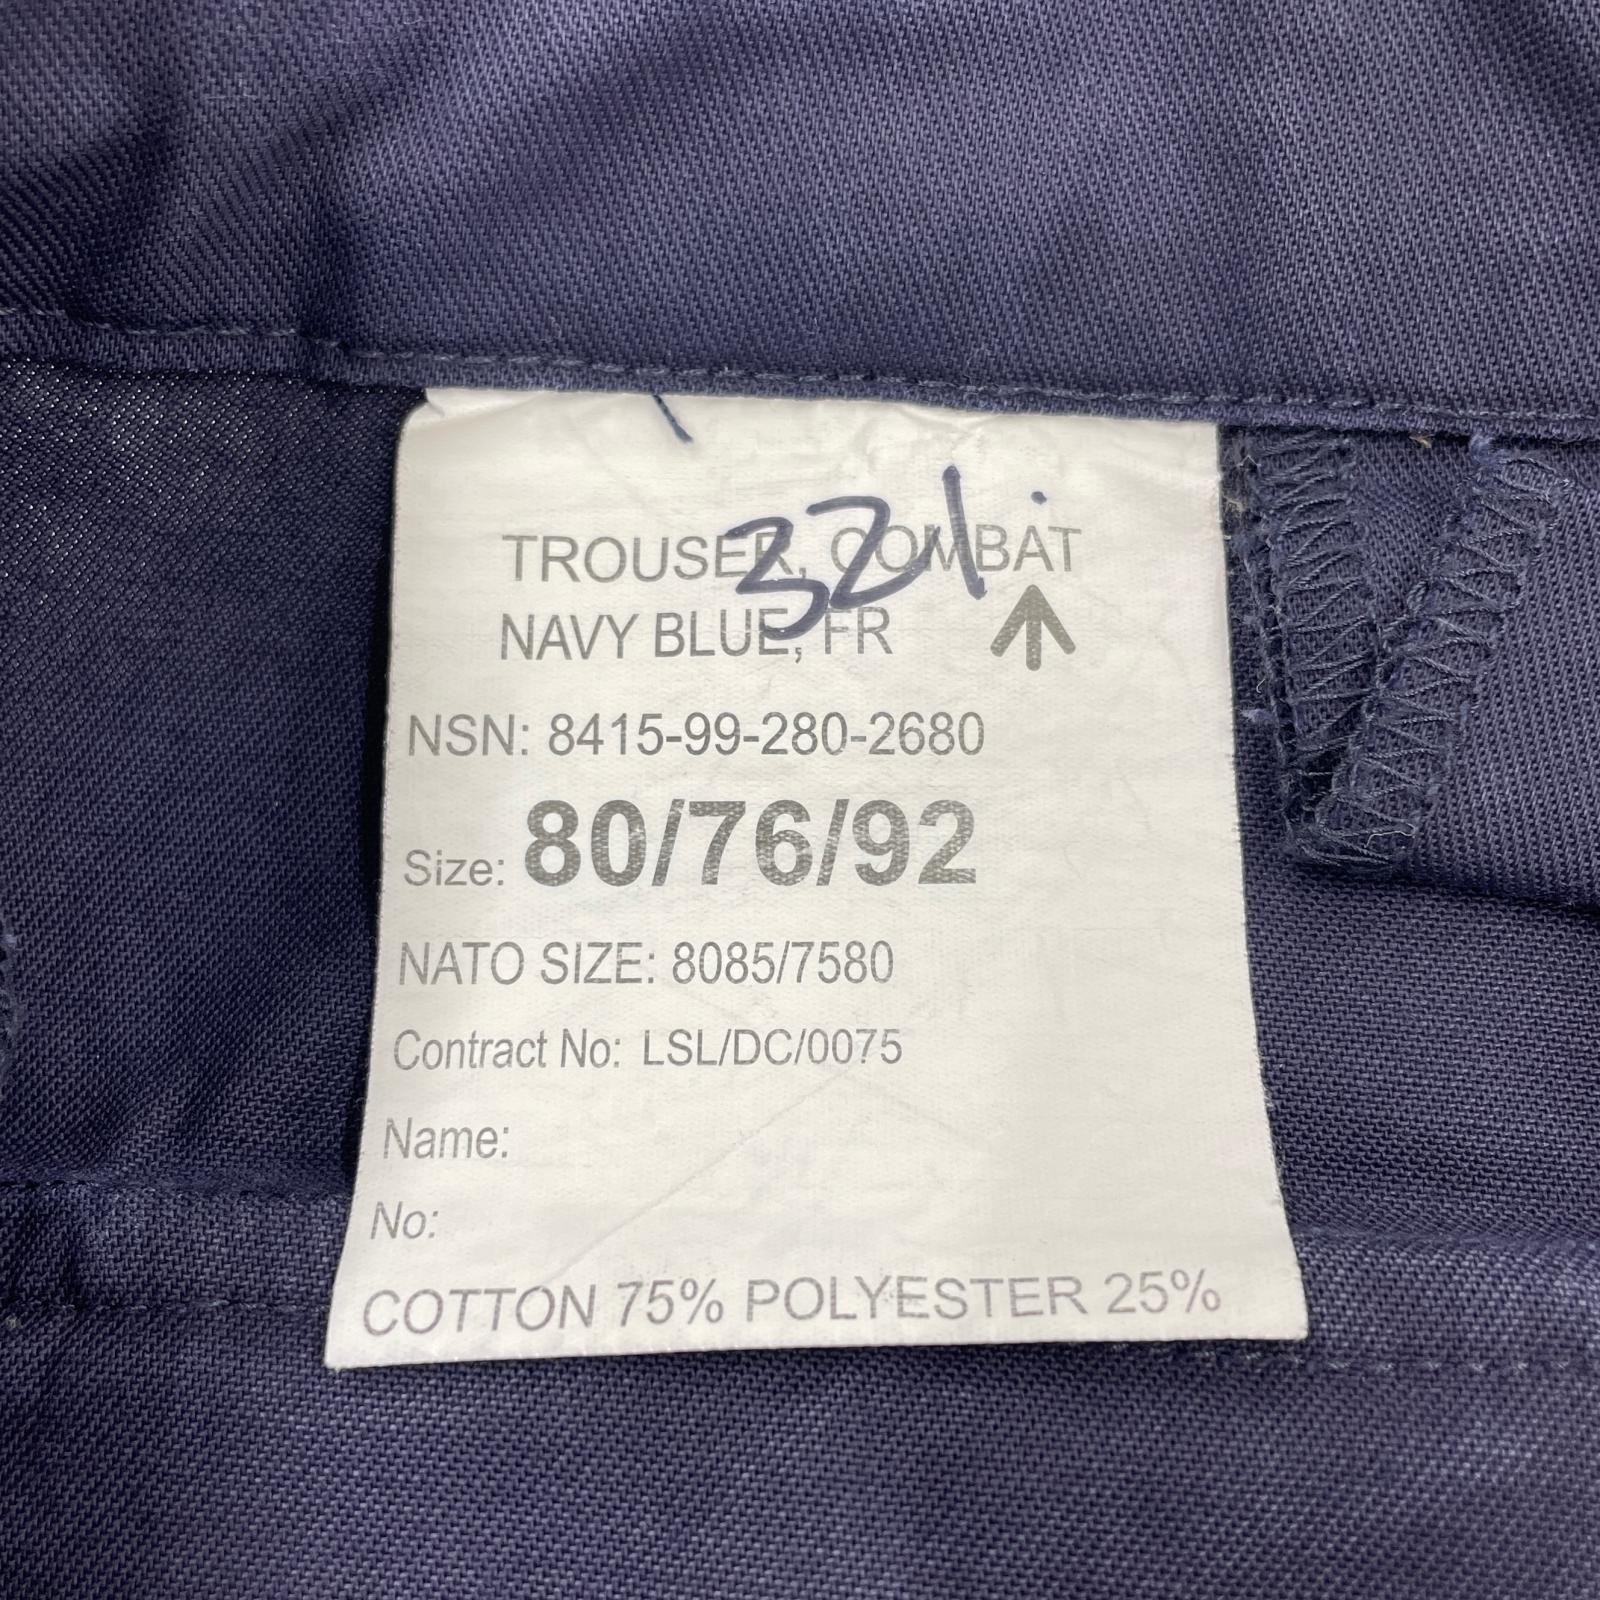 321.
TROUSER, COMBAT
NAVY BLUE, FR
NSN: 8415-99-280-2680
Size: 80/76/92
NATO SIZE: 8085/7580
Contract No: LSL/DC/0075
Name:
No:
COTTON 75% POLYESTER 25%